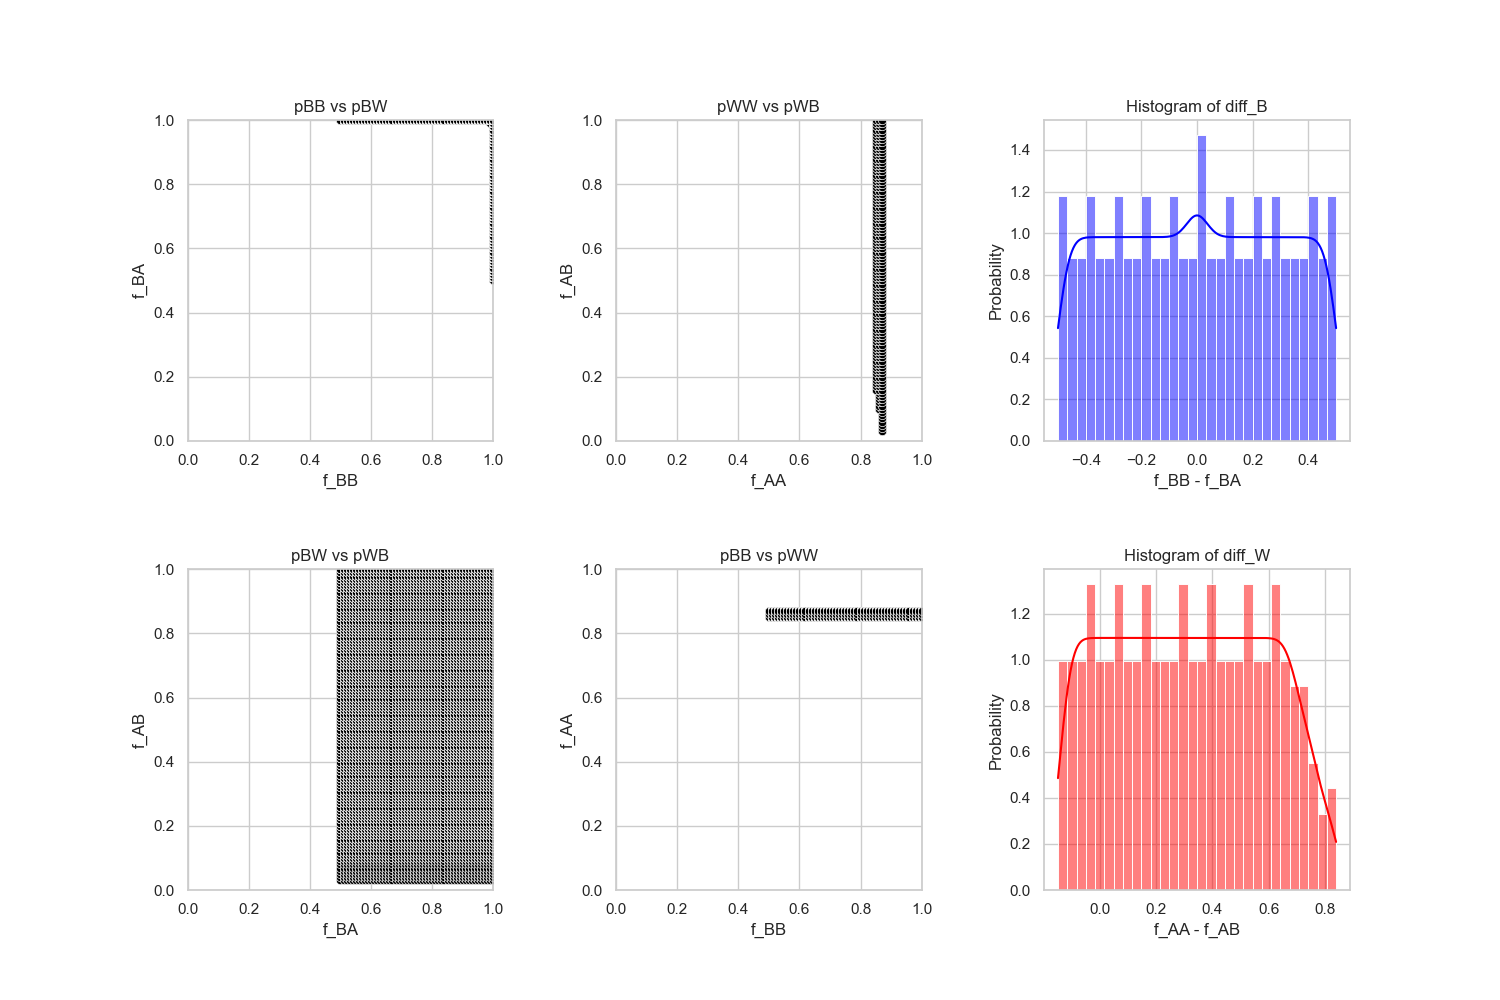 pBB vs pBW
1.0
0.8
0.6
0.4
0.2
0.0
f_BA
0.0 0.2 0.4 0.6 0.8 1.0
f_BB
pWW vs pWB
1.0
0.8
0.6
0.4
0.2
0.0
f_AB
0.0 0.2 0.4 0.6 0.8 1.0
f_AA
Histogram of diff_B
1.4
1.2
1.0
0.8
0.6
0.4
0.2
0.0
Probability
−0.4 −0.2 0.0 0.2 0.4
f_BB - f_BA
pBW vs pWB
1.0
0.8
0.6
0.4
0.2
0.0
f_AB
0.0 0.2 0.4 0.6 0.8 1.0
f_BA
pBB vs pWW
1.0
0.8
0.6
0.4
0.2
0.0
f_AA
0.0 0.2 0.4 0.6 0.8 1.0
f_BB
Histogram of diff_W
1.2
1.0
0.8
0.6
0.4
0.2
0.0
Probability
0.0 0.2 0.4 0.6 0.8
f_AA - f_AB